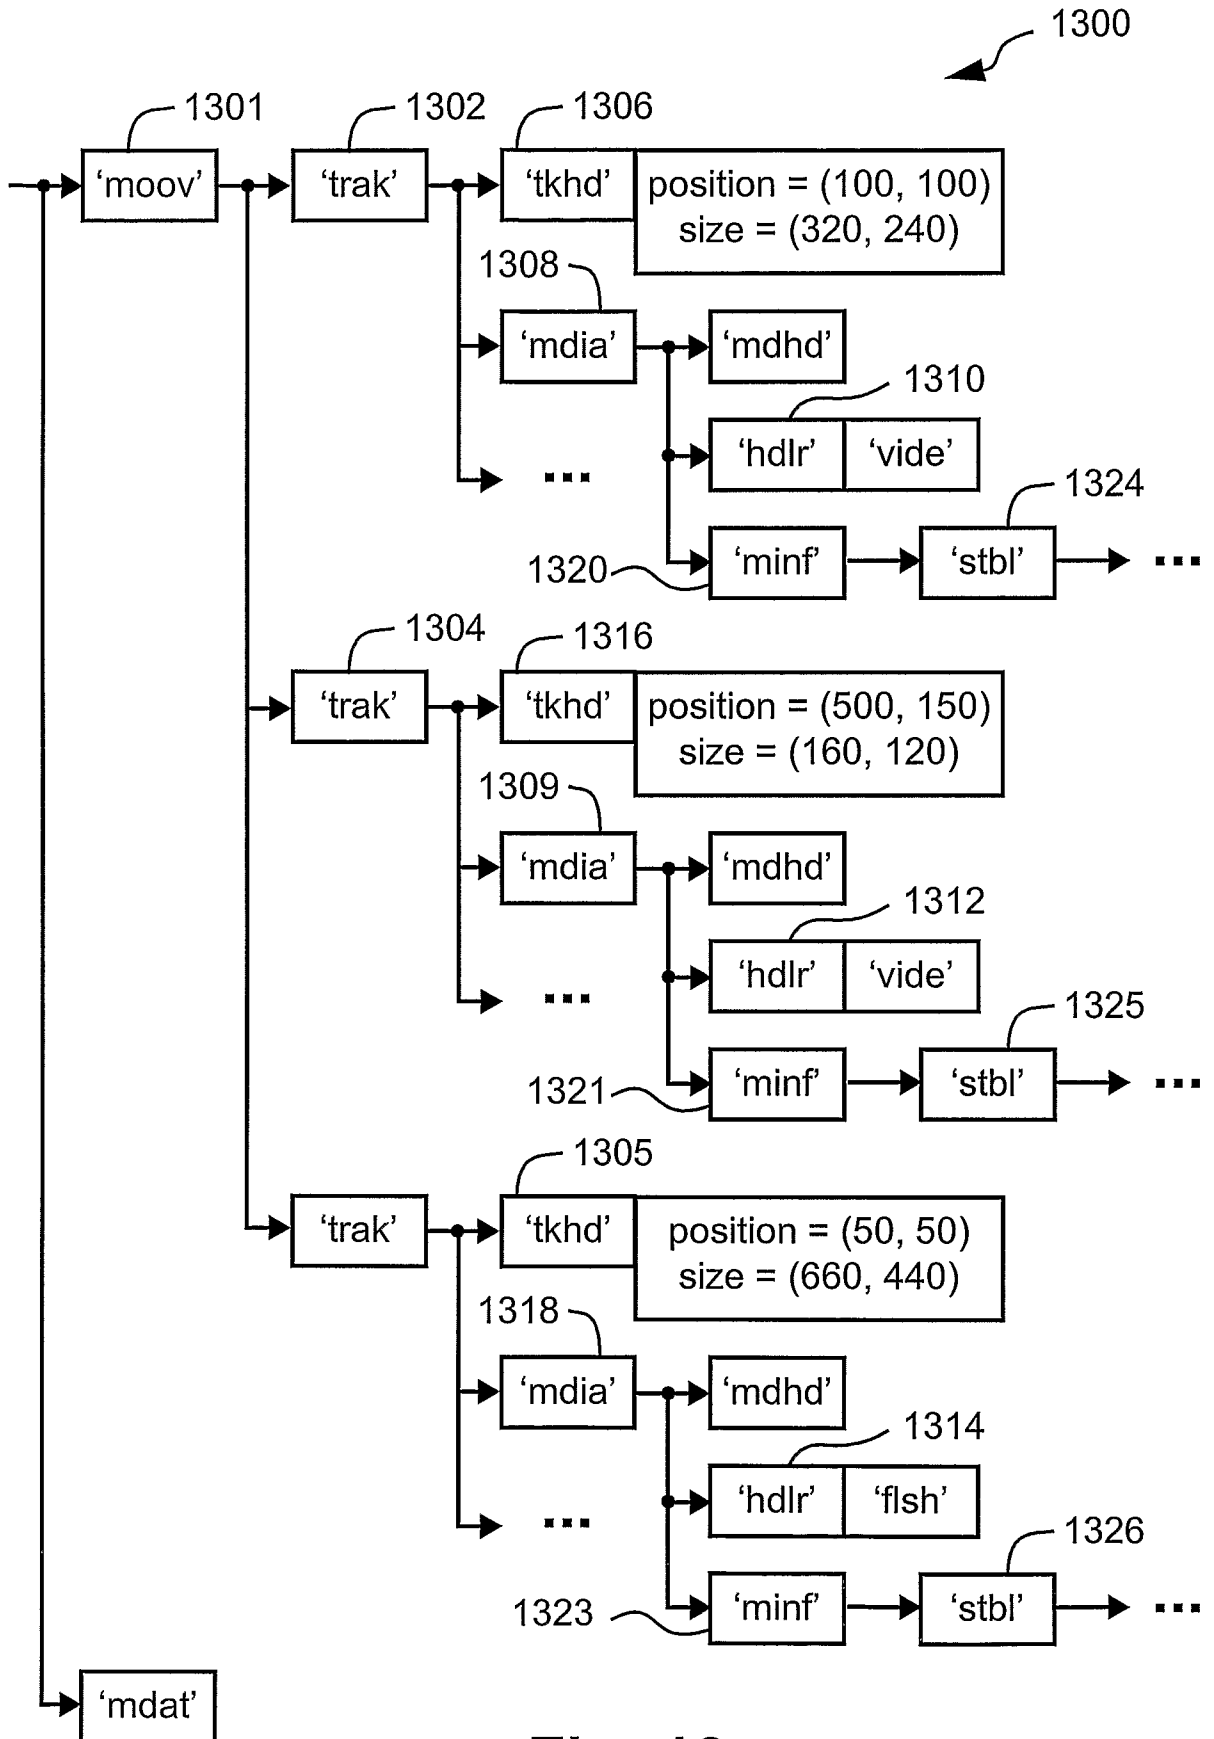 1300
1301
1302
1306
‘moov’
‘trak’
‘tkhd’
position = (100, 100)
size = (320, 240)
1308
‘mdia’
‘mdhd’
1310
‘hdlr’
‘vide’
...
1324
1320
‘minf’
‘stbl’
...
1304
1316
‘trak’
‘tkhd’
position = (500, 150)
size = (160, 120)
1309
‘mdia’
‘mdhd’
1312
‘hdlr’
‘vide’
...
1325
1321
‘minf’
‘stbl’
...
1305
‘trak’
‘tkhd’
position = (50, 50)
size = (660, 440)
1318
‘mdia’
‘mdhd’
1314
‘hdlr’
‘flsh’
...
1326
1323
‘minf’
‘stbl’
...
‘mdat’